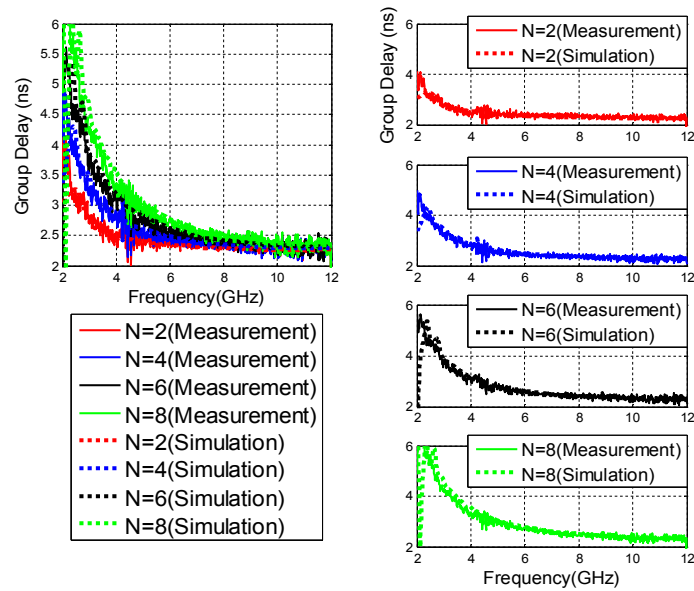 6
5.5
5
4.5
4
3.5
3
2.5
2
Group Delay (ns)
2 4 6 8 10 12
Frequency(GHz)
N=2(Measurement)
N=4(Measurement)
N=6(Measurement)
N=8(Measurement)
N=2(Simulation)
N=4(Simulation)
N=6(Simulation)
N=8(Simulation)
Group Delay (ns)
6
4
2
N=2(Measurement)
N=2(Simulation)
2 4 6 8 10 12
6
4
2
N=4(Measurement)
N=4(Simulation)
2 4 6 8 10 12
6
4
2
N=6(Measurement)
N=6(Simulation)
2 4 6 8 10 12
6
4
2
N=8(Measurement)
N=8(Simulation)
2 4 6 8 10 12
Frequency(GHz)